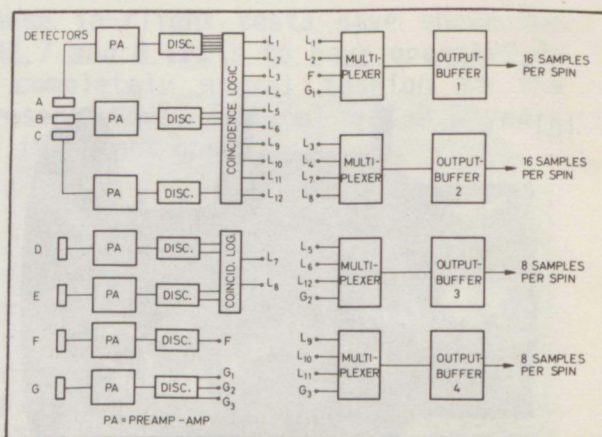 DETECTORS
PA
DISC.
A
B
C
PA
DISC.
PA
DISC.
COINCIDENCE LOGIC
L1
L2
L3
L4
L5
L6
L9
L10
L11
L12
D
PA
DISC.
E
PA
DISC.
COINCID. LOG.
L7
L8
F
PA
DISC.
F
G
PA
DISC.
G1
G2
G3
PA = PREAMP - AMP
L1
L2
F
G1
MULTI-
PLEXER
OUTPUT-
BUFFER
1
16 SAMPLES
PER SPIN
L3
L4
L7
L8
MULTI-
PLEXER
OUTPUT-
BUFFER
2
16 SAMPLES
PER SPIN
L5
L6
L12
G2
MULTI-
PLEXER
OUTPUT-
BUFFER
3
8 SAMPLES
PER SPIN
L9
L10
L11
G3
MULTI-
PLEXER
OUTPUT-
BUFFER
4
8 SAMPLES
PER SPIN